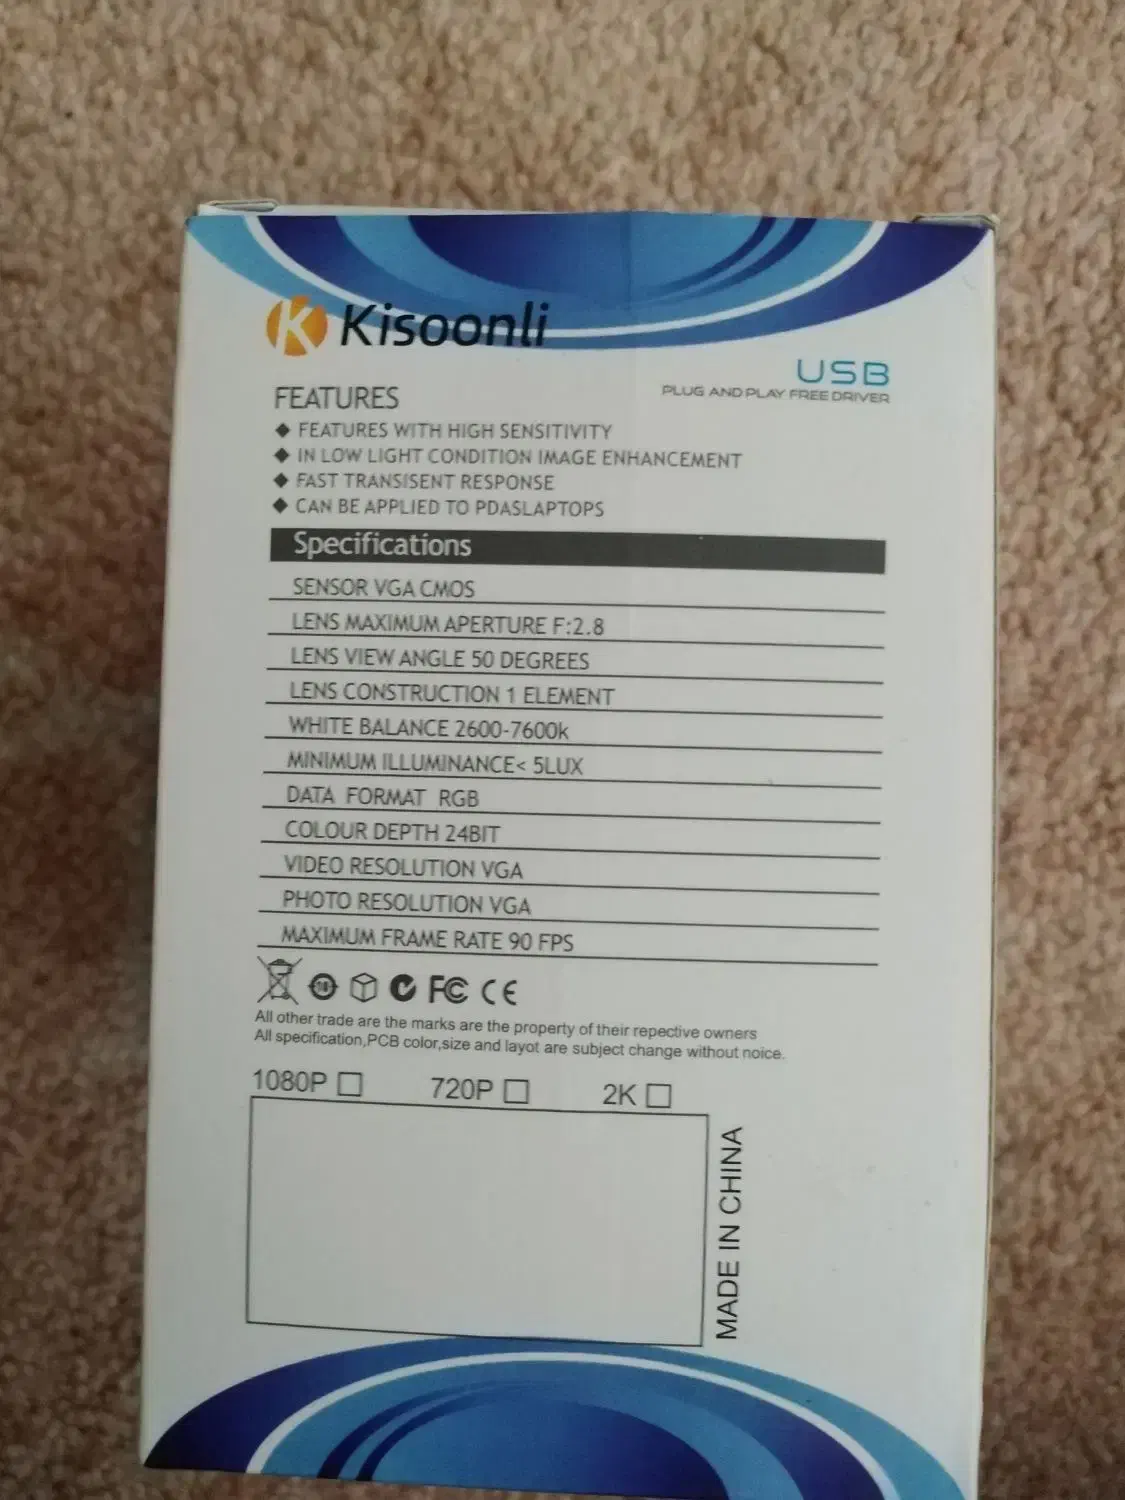 Kisoonli
USB
PLUG AND PLAY FREE DRIVER
FEATURES
◆ FEATURES WITH HIGH SENSITIVITY
◆ IN LOW LIGHT CONDITION IMAGE ENHANCEMENT
◆ FAST TRANSISENT RESPONSE
◆ CAN BE APPLIED TO PDASLAPTOPS
Specifications
SENSOR VGA CMOS
LENS MAXIMUM APERTURE F:2.8
LENS VIEW ANGLE 50 DEGREES
LENS CONSTRUCTION 1 ELEMENT
WHITE BALANCE 2600-7600k
MINIMUM ILLUMINANCE< 5LUX
DATA FORMAT RGB
COLOUR DEPTH 24BIT
VIDEO RESOLUTION VGA
PHOTO RESOLUTION VGA
MAXIMUM FRAME RATE 90 FPS
FC CE
All other trade are the marks are the property of their repective owners
All specification,PCB color,size and layot are subject change without noice.
1080P □ 720P □ 2K □
MADE IN CHINA